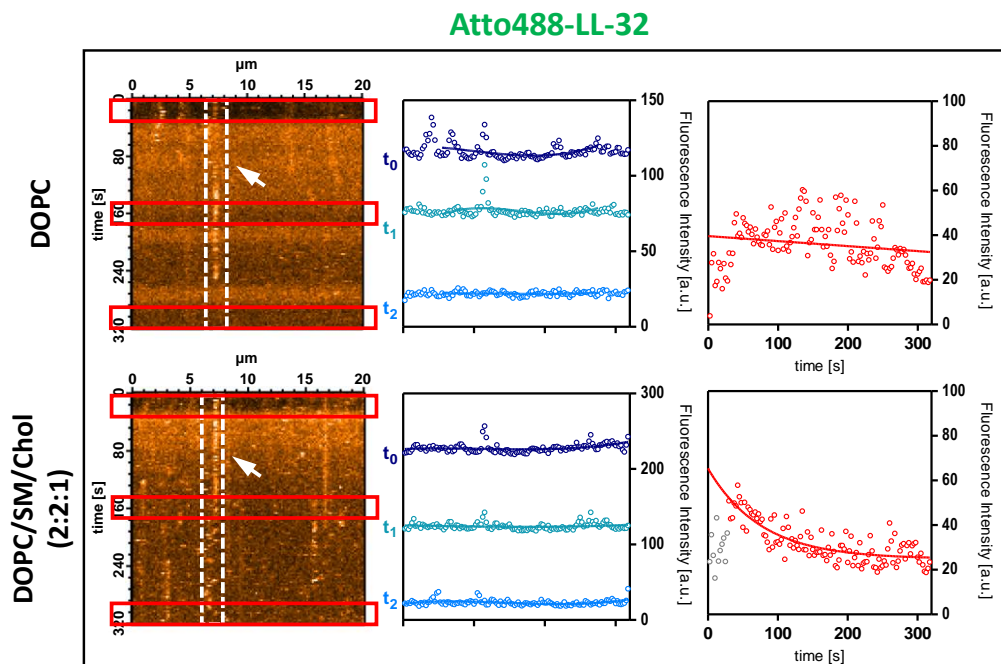 Atto488-LL-32
DOPC
µm
0 5 10 15 20
0
80
160
240
320
time [s]
t0
t1
t2
150
100
50
0
Fluorescence Intensity [a.u.]
100
80
60
40
20
0
Fluorescence Intensity [a.u.]
0 100 200 300
time [s]
DOPC/SM/Chol
(2:2:1)
µm
0 5 10 15 20
0
80
160
240
320
time [s]
t0
t1
t2
300
200
100
0
Fluorescence Intensity [a.u.]
100
80
60
40
20
0
Fluorescence Intensity [a.u.]
0 100 200 300
time [s]